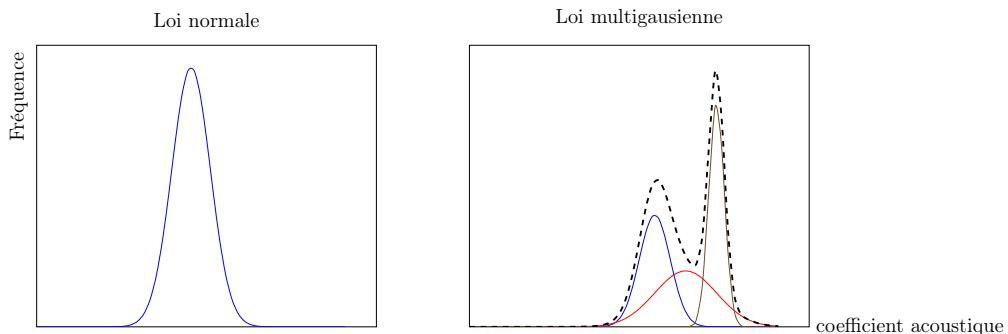 Loi normale
Loi multigausienne
Fréquence
coefficient acoustique